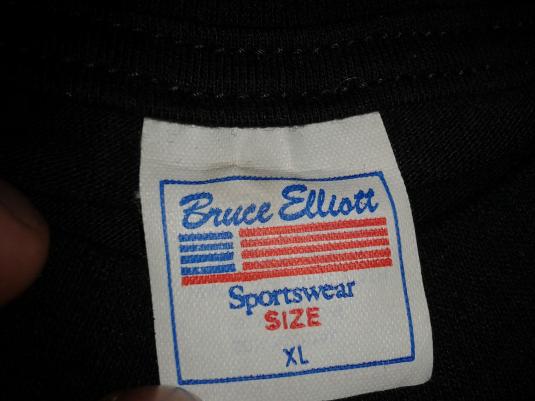 Bruce Elliott
Sportswear
SIZE
XL